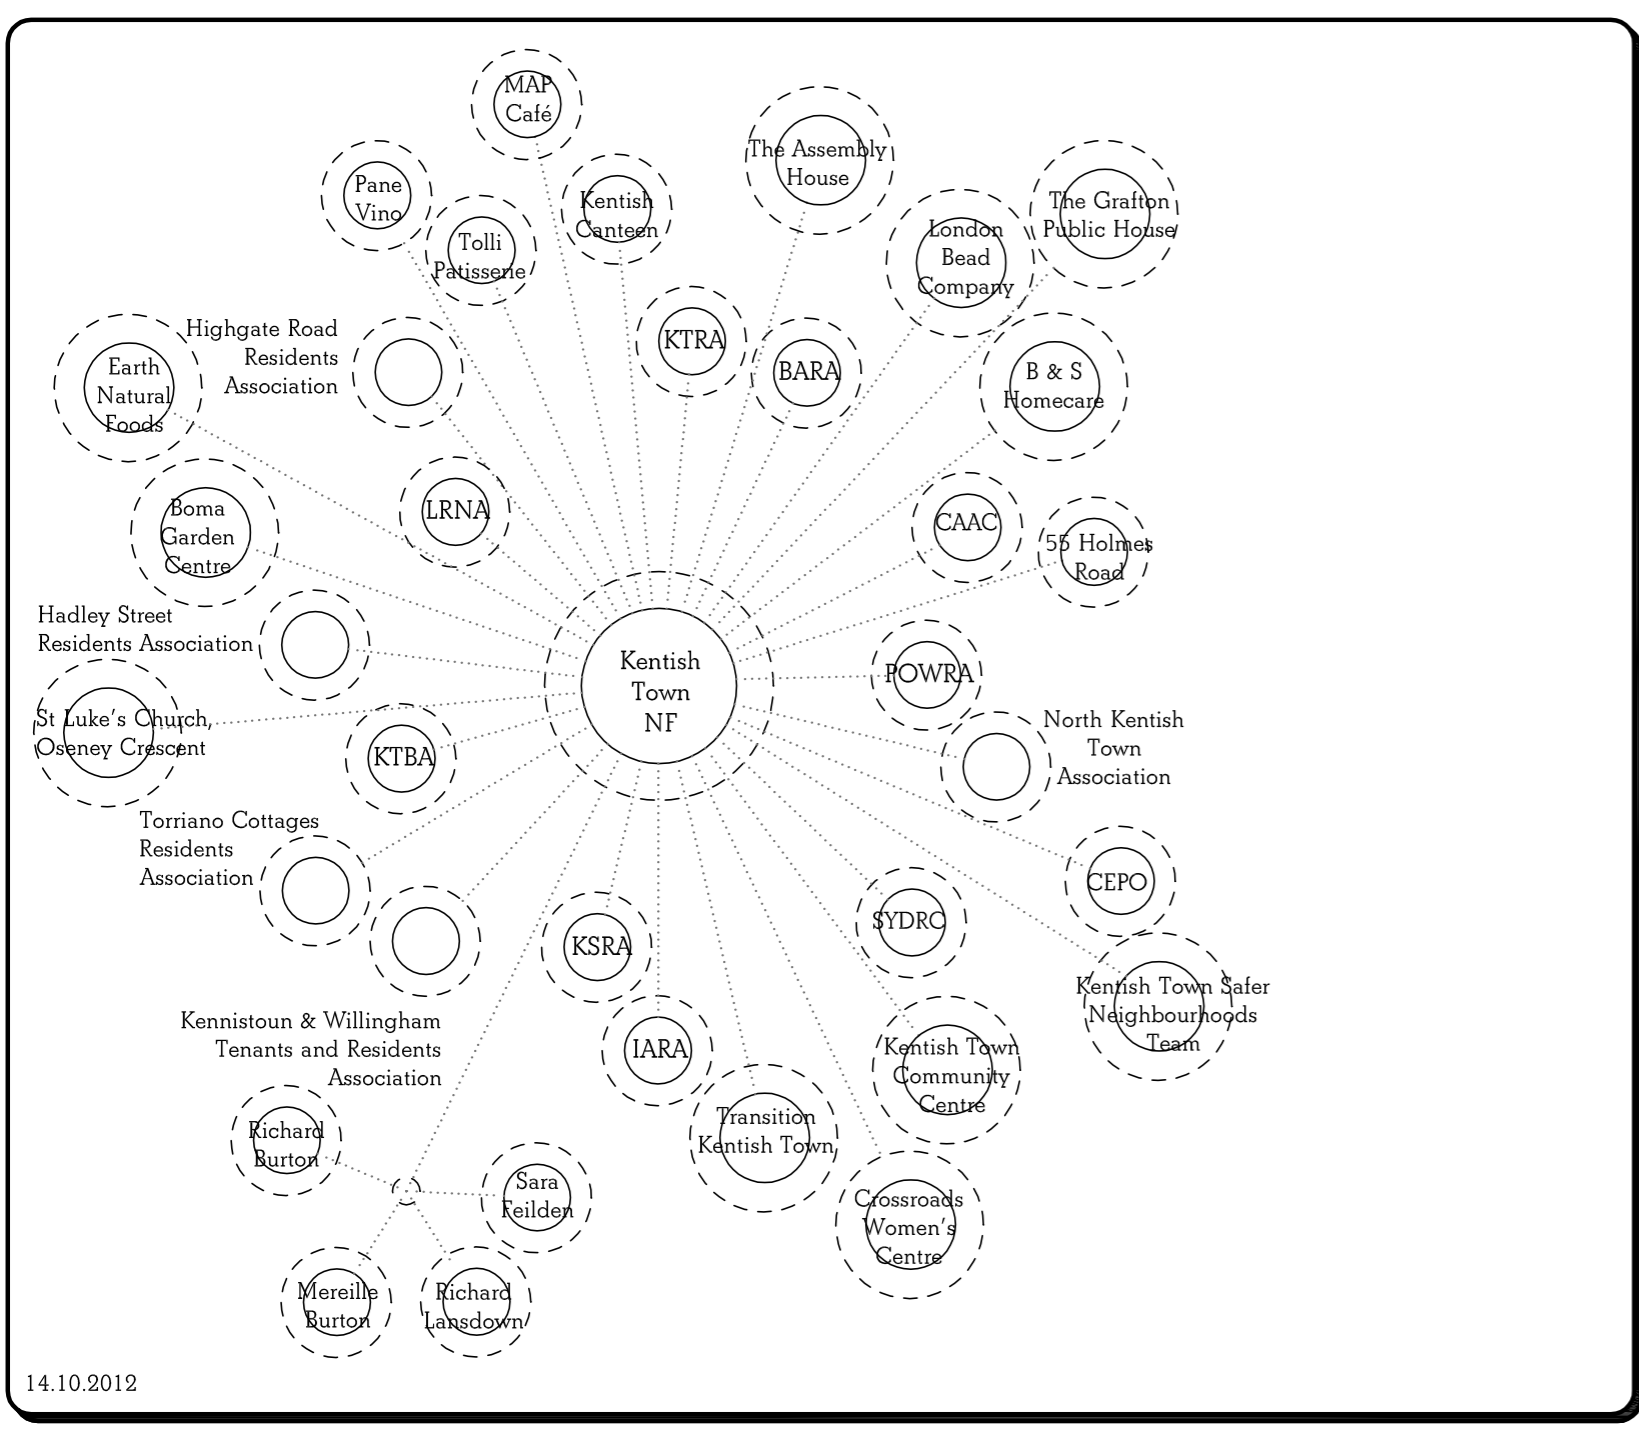 MAP
Café
The Assembly
House
Pane
Vino
Kentish
Canteen
The Grafton
Public House
Tolli
Patisserie
London
Bead
Company
Highgate Road
Residents
Association
KTRA
BARA
Earth
Natural
Foods
B & S
Homecare
LRNA
CAAC
Boma
Garden
Centre
55 Holmes
Road
Hadley Street
Residents Association
Kentish
Town
NF
POWRA
St Luke's Church,
Oseney Crescent
KTBA
North Kentish
Town
Association
Torriano Cottages
Residents
Association
CEPO
KSRA
SYDRC
Kentish Town Safer
Neighbourhoods
Team
Kennistoun & Willingham
Tenants and Residents
Association
IARA
Kentish Town
Community
Centre
Transition
Kentish Town
Richard
Burton
Sara
Feilden
Crossroads
Women's
Centre
Mereille
Burton
Richard
Lansdown
14.10.2012